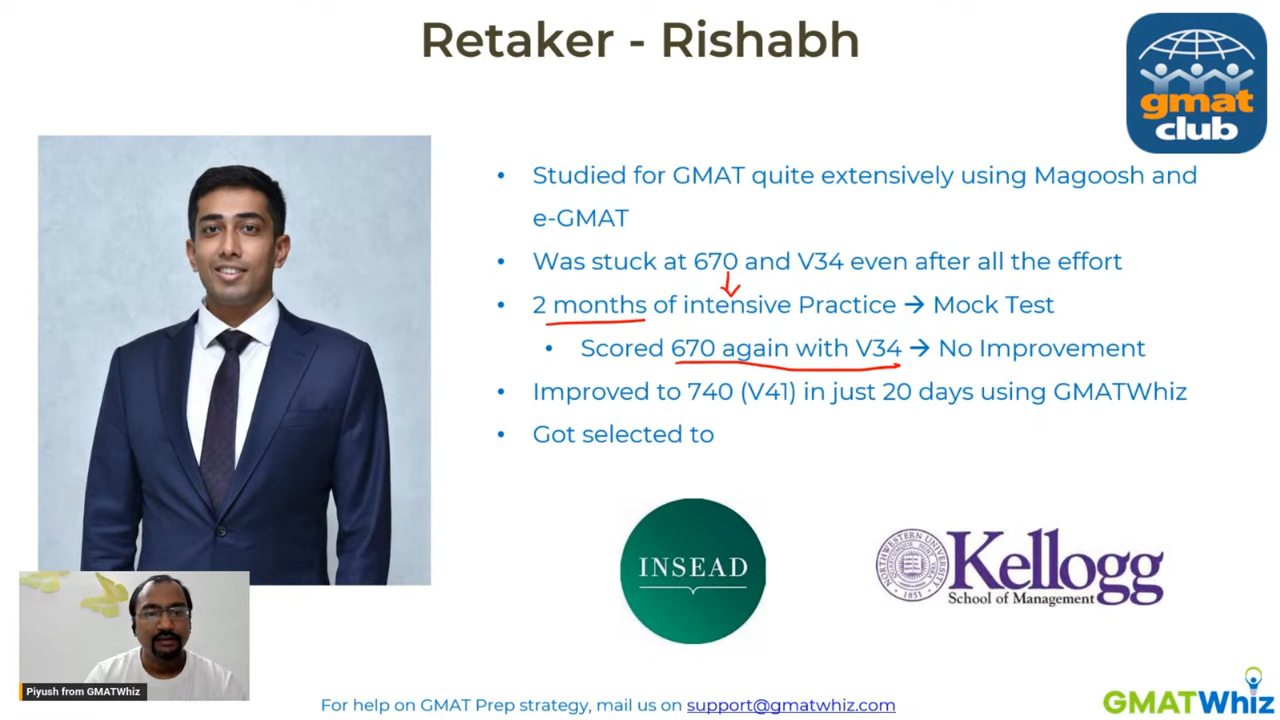 Retaker - Rishabh
gmat
club
• Studied for GMAT quite extensively using Magoosh and
e-GMAT
• Was stuck at 670 and V34 even after all the effort
• 2 months of intensive Practice → Mock Test
• Scored 670 again with V34 → No Improvement
• Improved to 740 (V41) in just 20 days using GMATWhiz
• Got selected to
INSEAD
NORTHWESTERN UNIVERSITY
1851
Kellogg
School of Management
Piyush from GMATWhiz
For help on GMAT Prep strategy, mail us on support@gmatwhiz.com
GMATWhiz